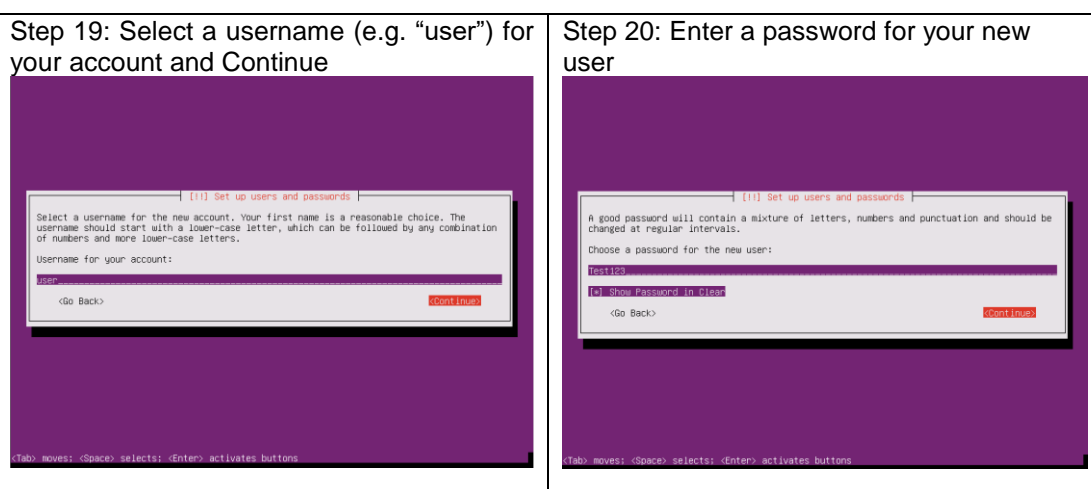 Step 19: Select a username (e.g. “user”) for
your account and Continue
[!!] Set up users and passwords
Select a username for the new account. Your first name is a reasonable choice. The
username should start with a lower-case letter, which can be followed by any combination
of numbers and more lower-case letters.
Username for your account:
user
<Go Back>
<Continue>
<Tab> moves; <Space> selects; <Enter> activates buttons
Step 20: Enter a password for your new
user
[!!] Set up users and passwords
A good password will contain a mixture of letters, numbers and punctuation and should be
changed at regular intervals.
Choose a password for the new user:
Test123
[*] Show Password in Clear
<Go Back>
<Continue>
<Tab> moves; <Space> selects; <Enter> activates buttons